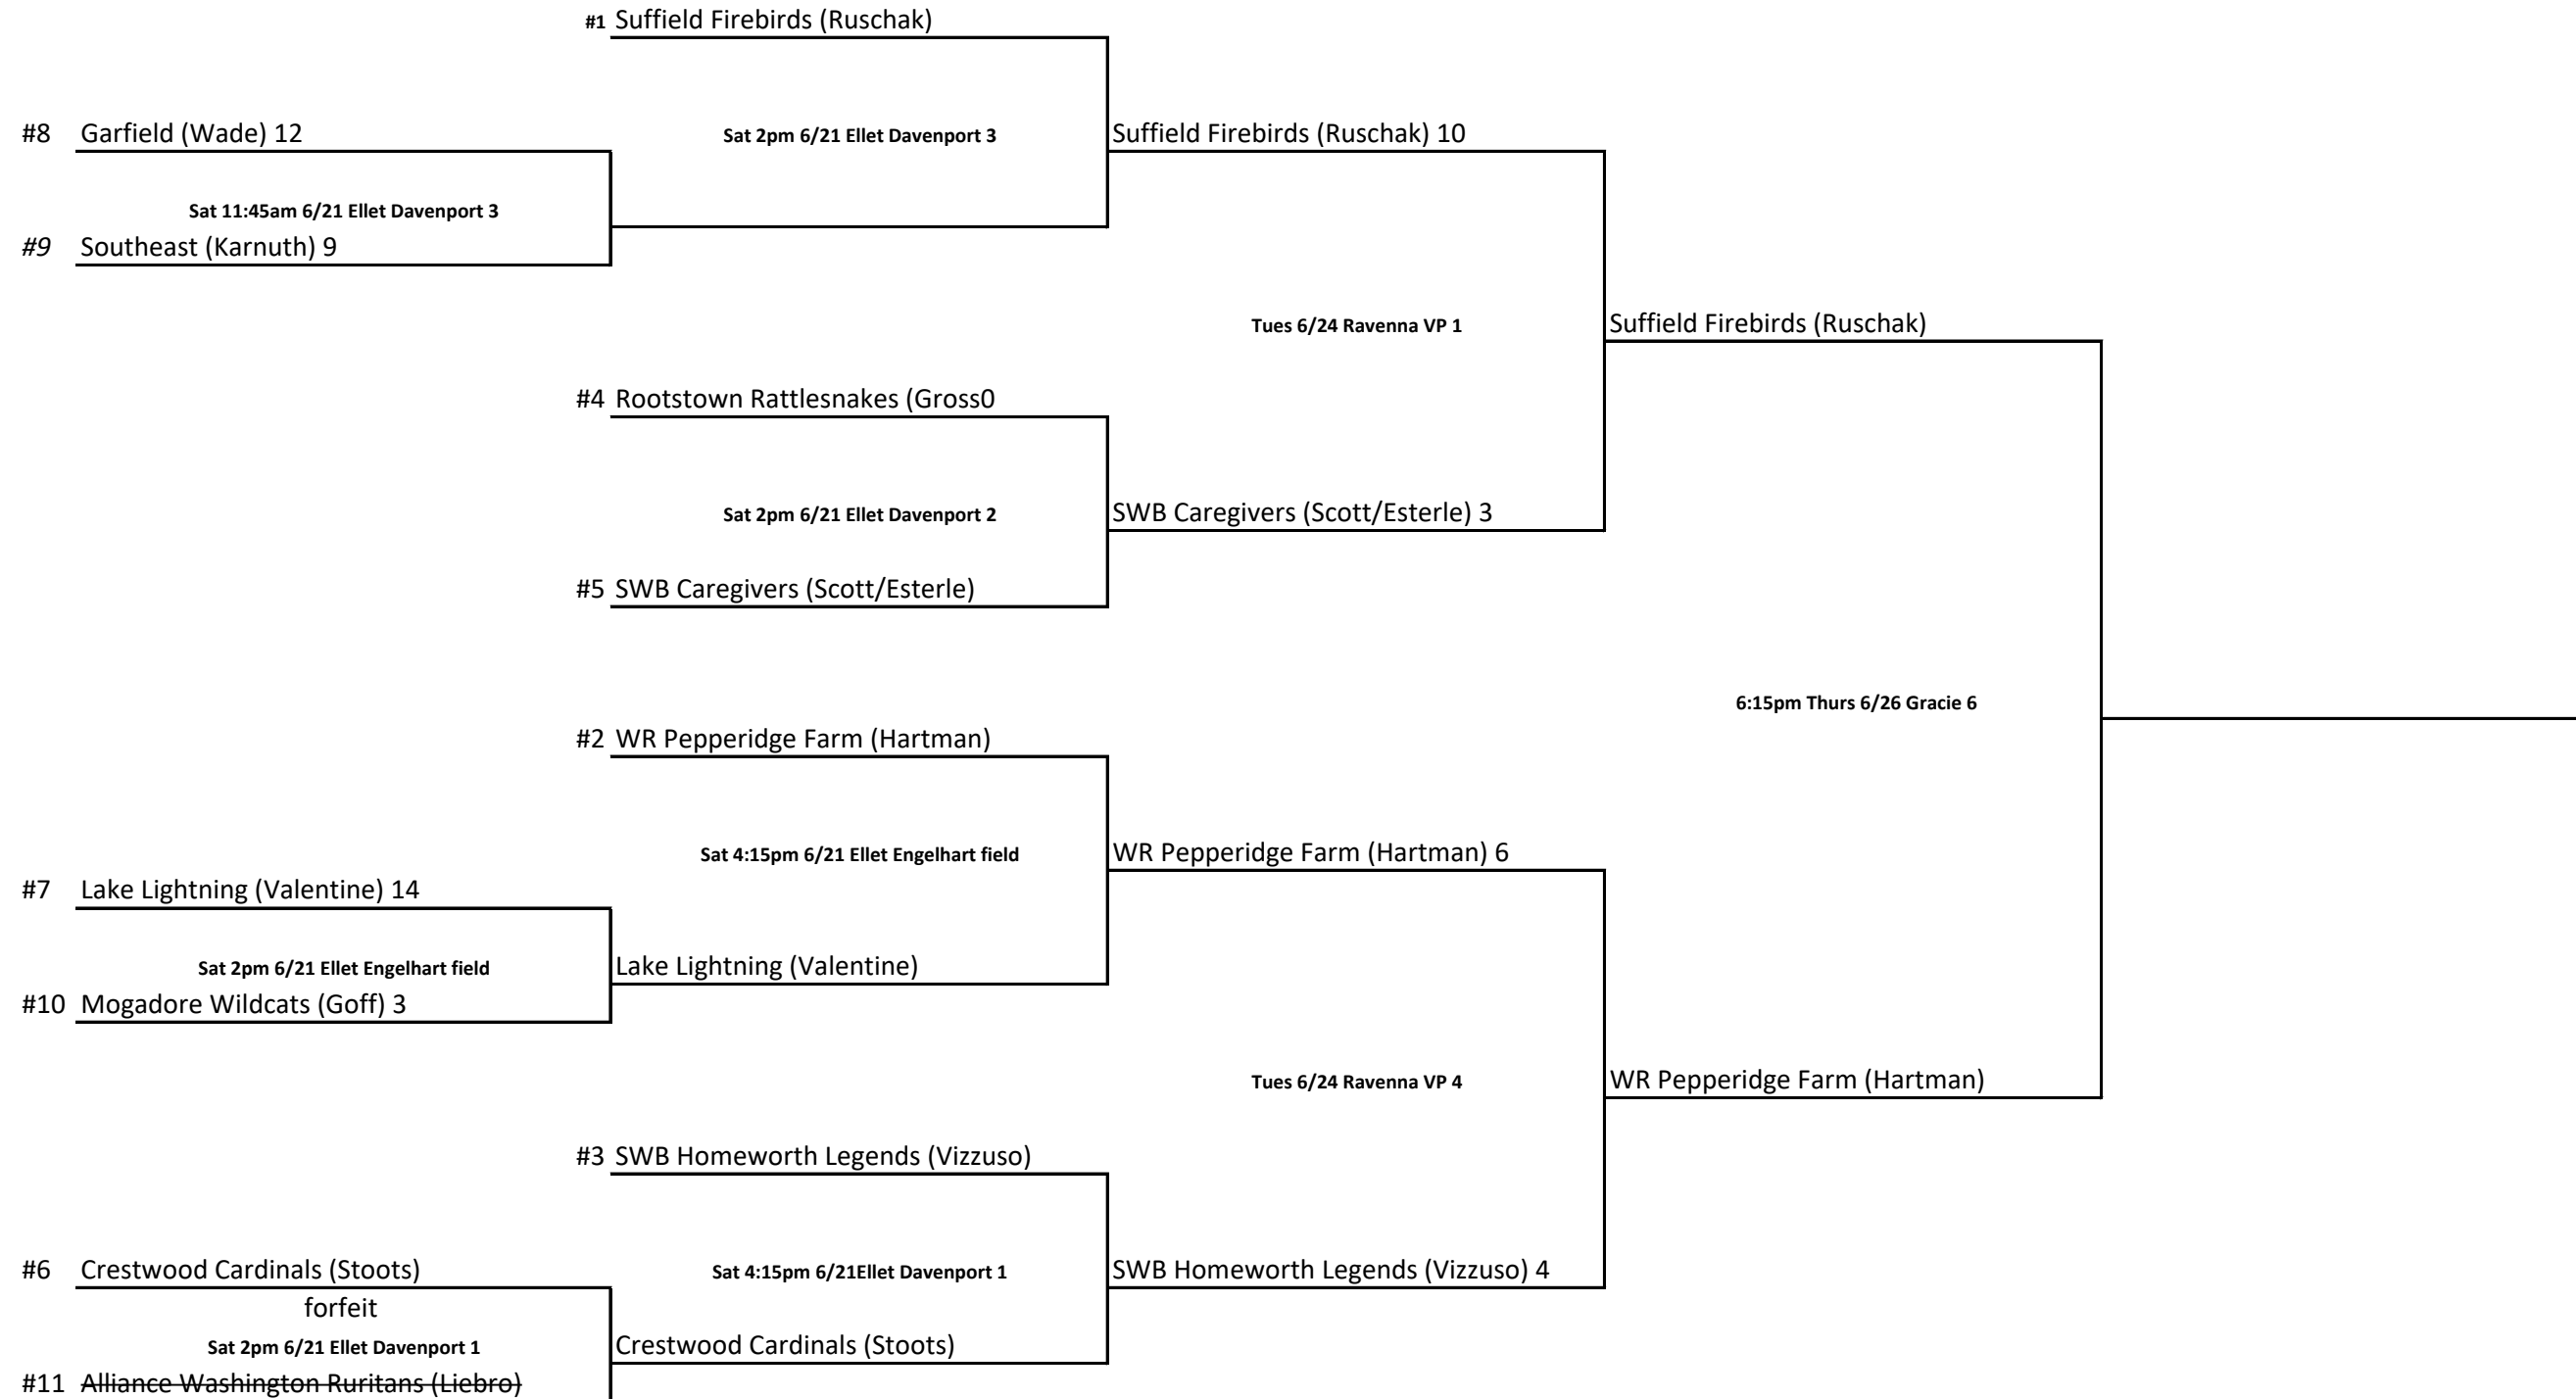 #1 Suffield Firebirds (Ruschak)
#8 Garfield (Wade) 12
Sat 2pm 6/21 Ellet Davenport 3
Suffield Firebirds (Ruschak) 10
Sat 11:45am 6/21 Ellet Davenport 3
#9 Southeast (Karnuth) 9
Tues 6/24 Ravenna VP 1
Suffield Firebirds (Ruschak)
#4 Rootstown Rattlesnakes (Gross0
Sat 2pm 6/21 Ellet Davenport 2
SWB Caregivers (Scott/Esterle) 3
#5 SWB Caregivers (Scott/Esterle)
6:15pm Thurs 6/26 Gracie 6
#2 WR Pepperidge Farm (Hartman)
Sat 4:15pm 6/21 Ellet Engelhart field
WR Pepperidge Farm (Hartman) 6
#7 Lake Lightning (Valentine) 14
Sat 2pm 6/21 Ellet Engelhart field
Lake Lightning (Valentine)
#10 Mogadore Wildcats (Goff) 3
Tues 6/24 Ravenna VP 4
WR Pepperidge Farm (Hartman)
#3 SWB Homeworth Legends (Vizzuso)
#6 Crestwood Cardinals (Stoots)
Sat 4:15pm 6/21Ellet Davenport 1
SWB Homeworth Legends (Vizzuso) 4
forfeit
Sat 2pm 6/21 Ellet Davenport 1
Crestwood Cardinals (Stoots)
#11 Alliance Washington Ruritans (Liebro)